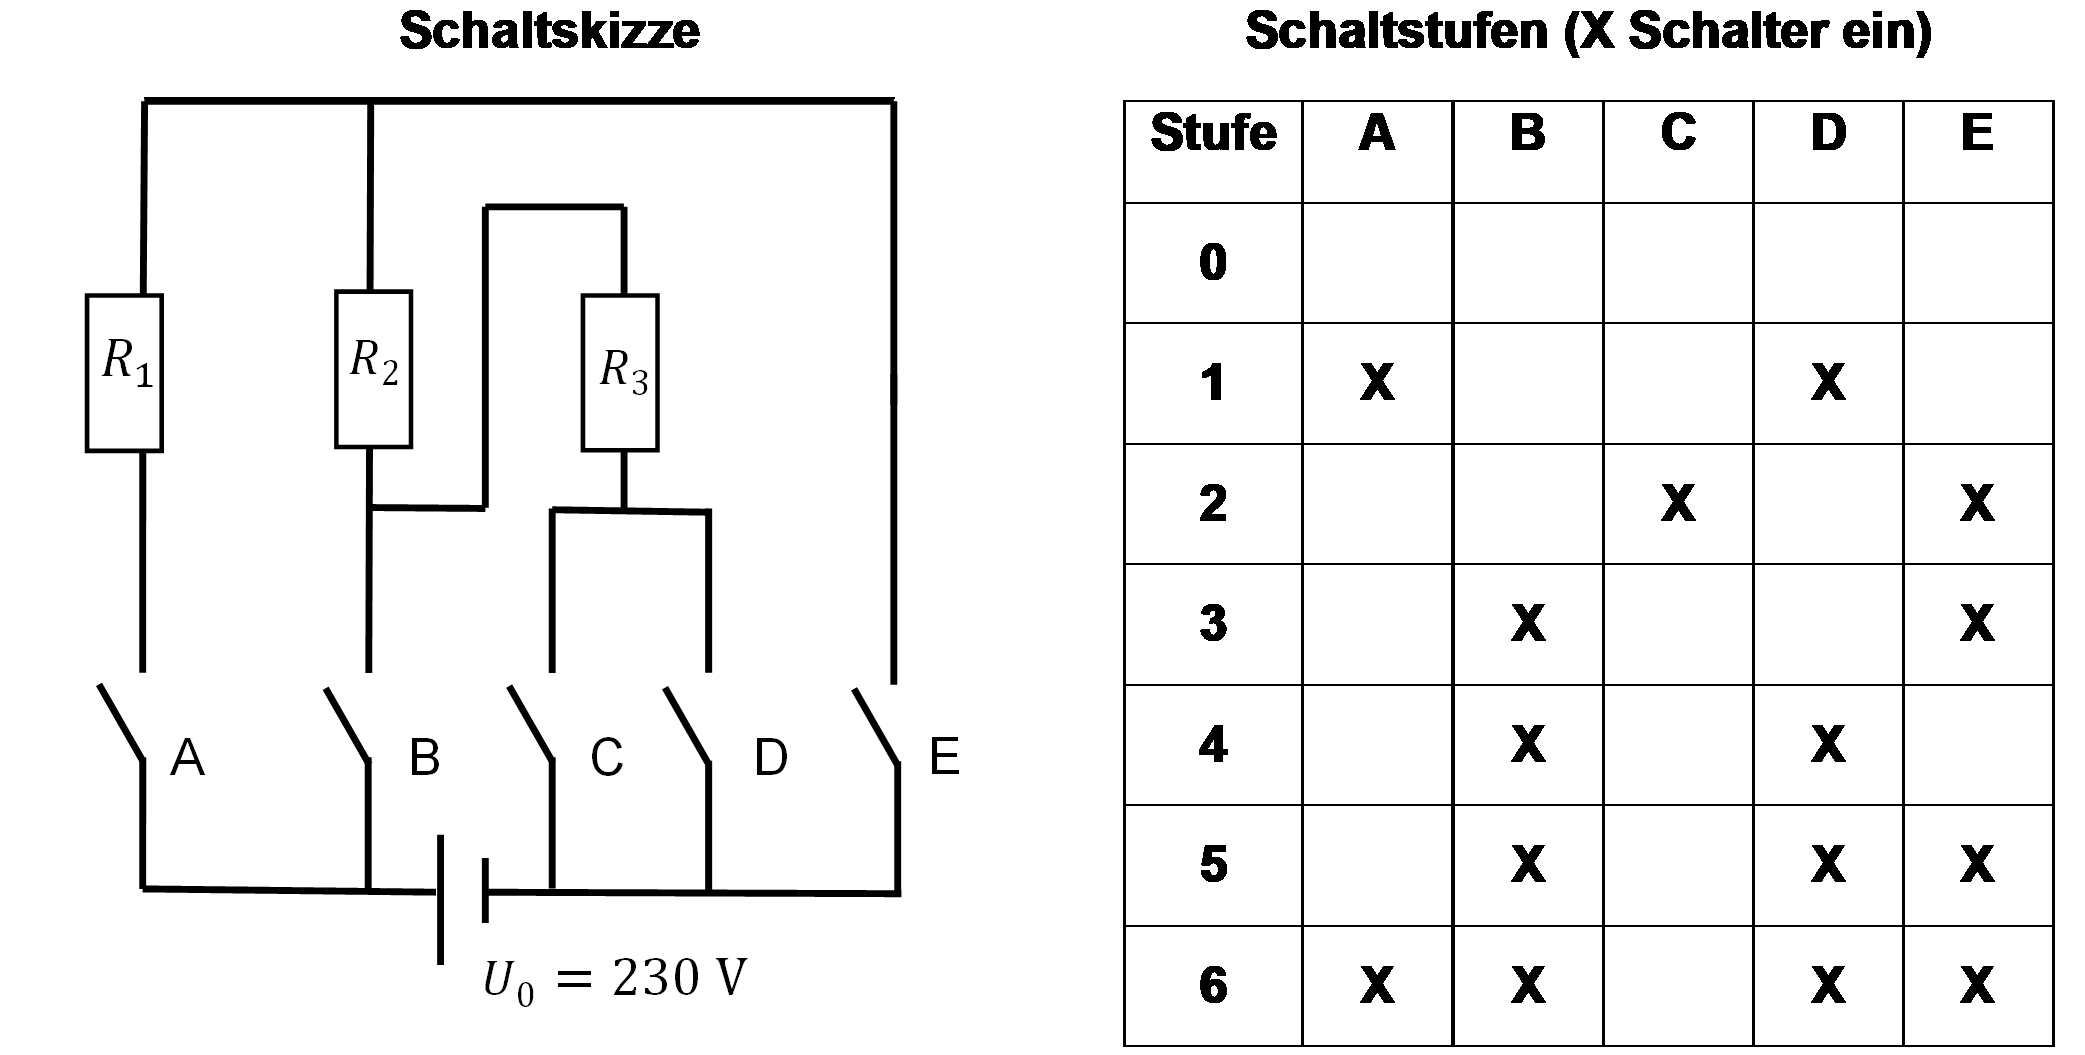 Schaltskizze
R1
R2
R3
A
B
C
D
E
U0 = 230 V
Schaltstufen (X Schalter ein)
Stufe A B C D E
0
1 X X
2 X X
3 X X
4 X X
5 X X X
6 X X X X